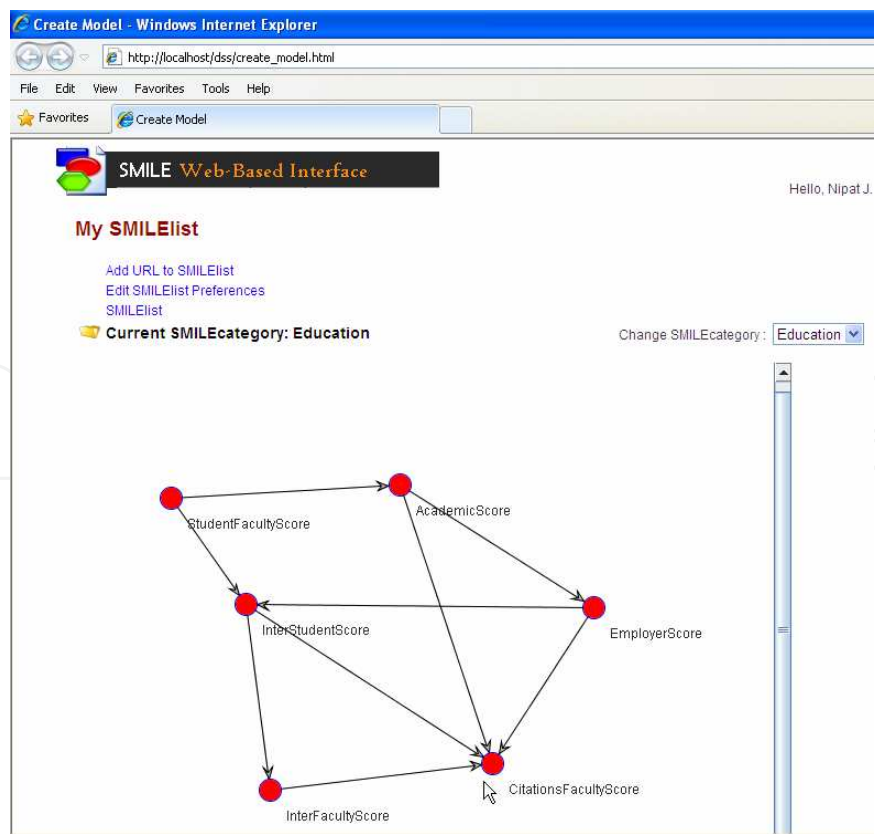 Create Model - Windows Internet Explorer
http://localhost/dss/create_model.html
File Edit View Favorites Tools Help
Favorites Create Model
SMILE Web-Based Interface
Hello, Nipat J.
My SMILElist
Add URL to SMILElist
Edit SMILElist Preferences
SMILElist
Current SMILEcategory: Education
Change SMILEcategory: Education
AcademicScore
StudentFacultyScore
InterStudentScore
EmployerScore
CitationsFacultyScore
InterFacultyScore